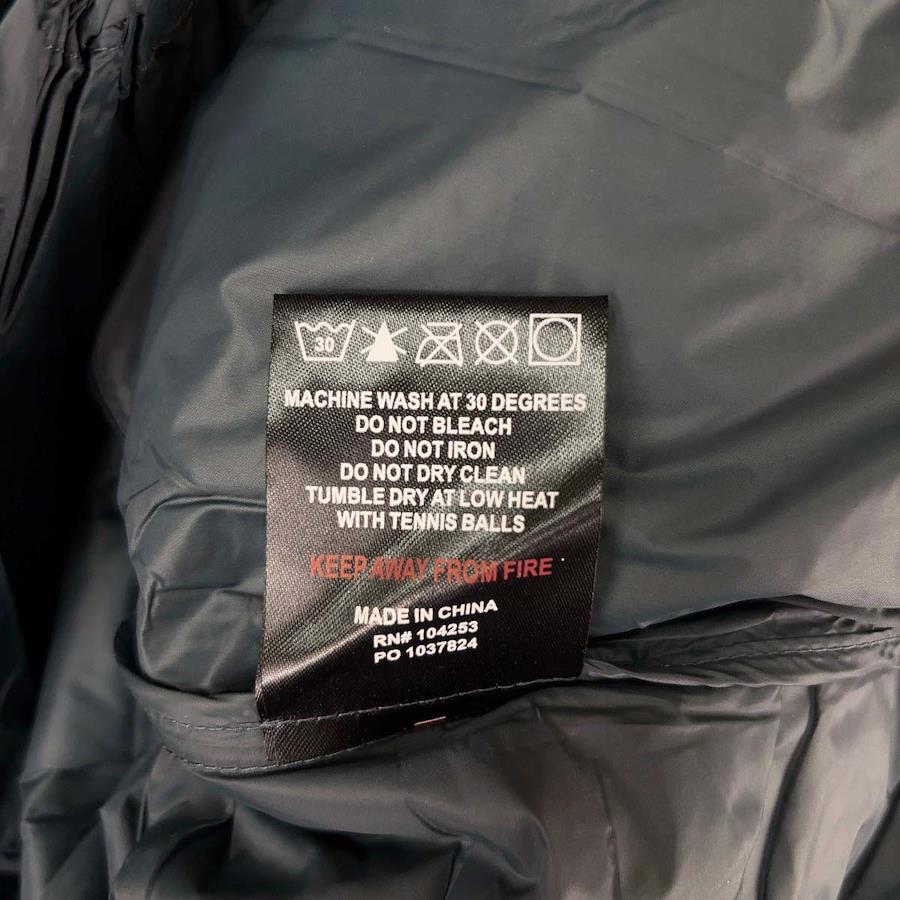 30
MACHINE WASH AT 30 DEGREES
DO NOT BLEACH
DO NOT IRON
DO NOT DRY CLEAN
TUMBLE DRY AT LOW HEAT
WITH TENNIS BALLS
KEEP AWAY FROM FIRE
MADE IN CHINA
RN# 104253
PO 1037824